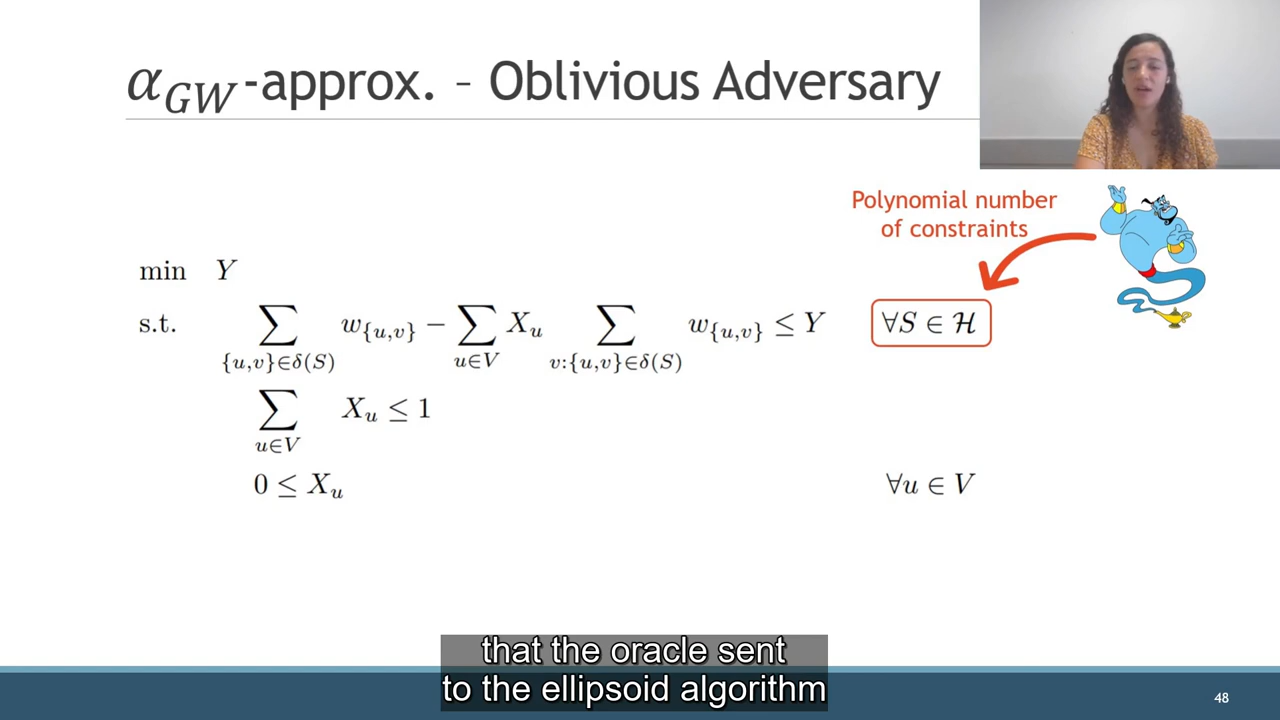 α_GW-approx. – Oblivious Adversary
Polynomial number
of constraints
min Y
s.t. ∑_{{u,v}∈δ(S)} w_{{u,v}} − ∑_{u∈V} X_u ∑_{v:{u,v}∈δ(S)} w_{{u,v}} ≤ Y ∀S ∈ ℋ
∑_{u∈V} X_u ≤ 1
0 ≤ X_u ∀u ∈ V
that the oracle sent
to the ellipsoid algorithm
48